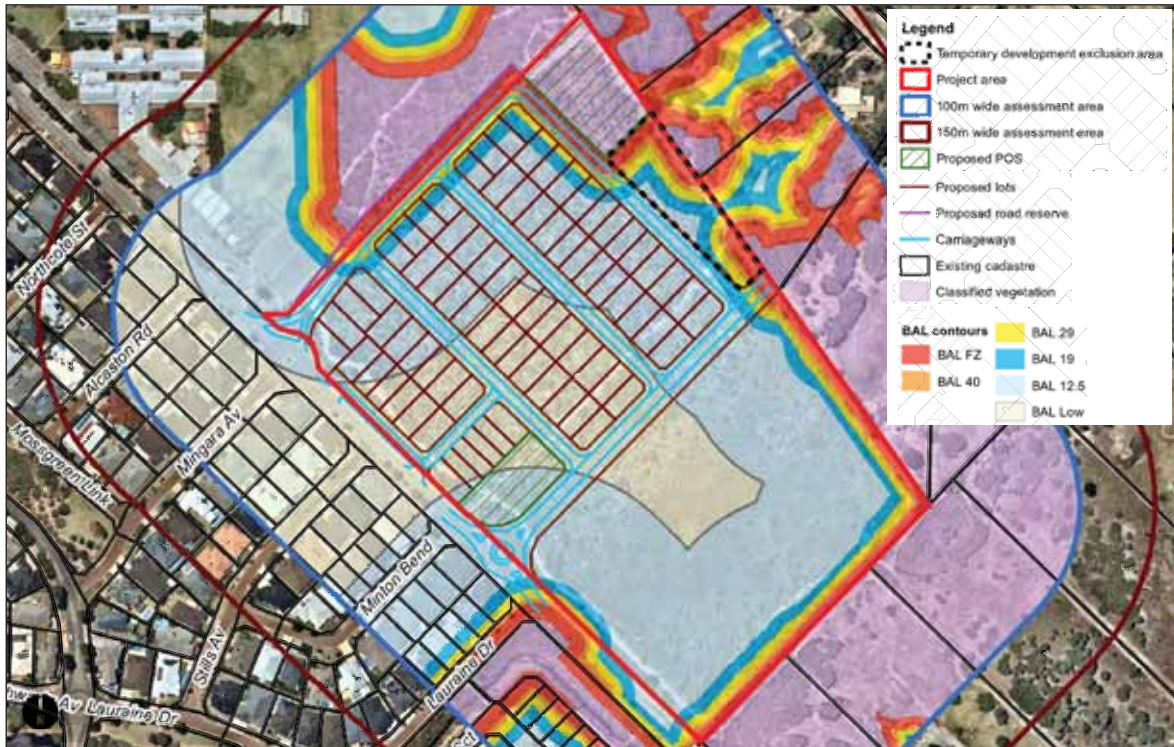 Legend
Temporary development exclusion area
Project area
100m wide assessment area
150m wide assessment area
Proposed POS
Proposed lots
Proposed road reserve
Carriageways
Existing cadastre
Classified vegetation
BAL contours
BAL FZ
BAL 40
BAL 29
BAL 19
BAL 12.5
BAL Low
Northcote St
Alcaston Rd
Mingara Av
Mossgreen Link
Minton Bend
Stills Av
Lauraine Dr
Av Lauraine Dr